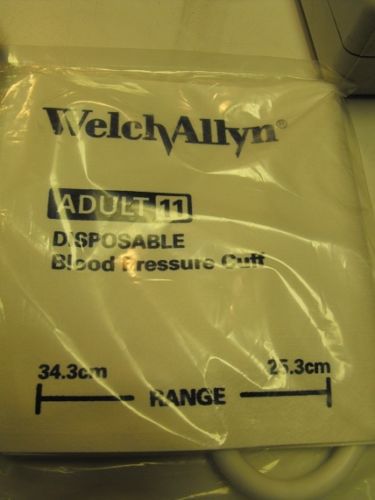 WelchAllyn®
ADULT 11
DISPOSABLE
Blood Pressure Cuff
34.3cm 25.3cm
RANGE